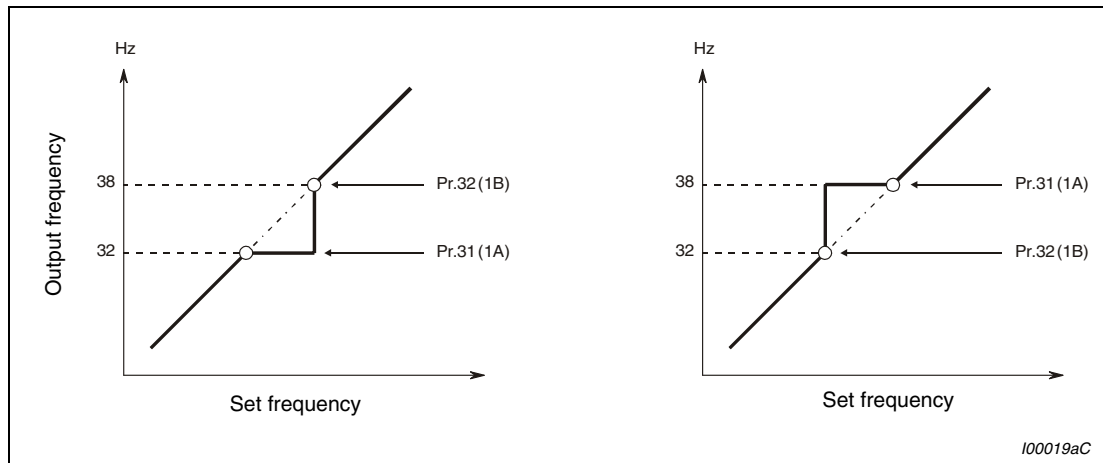 Hz
Output frequency
38
32
Pr.32 (1B)
Pr.31 (1A)
Set frequency
Hz
38
32
Pr.31 (1A)
Pr.32 (1B)
Set frequency
I00019aC